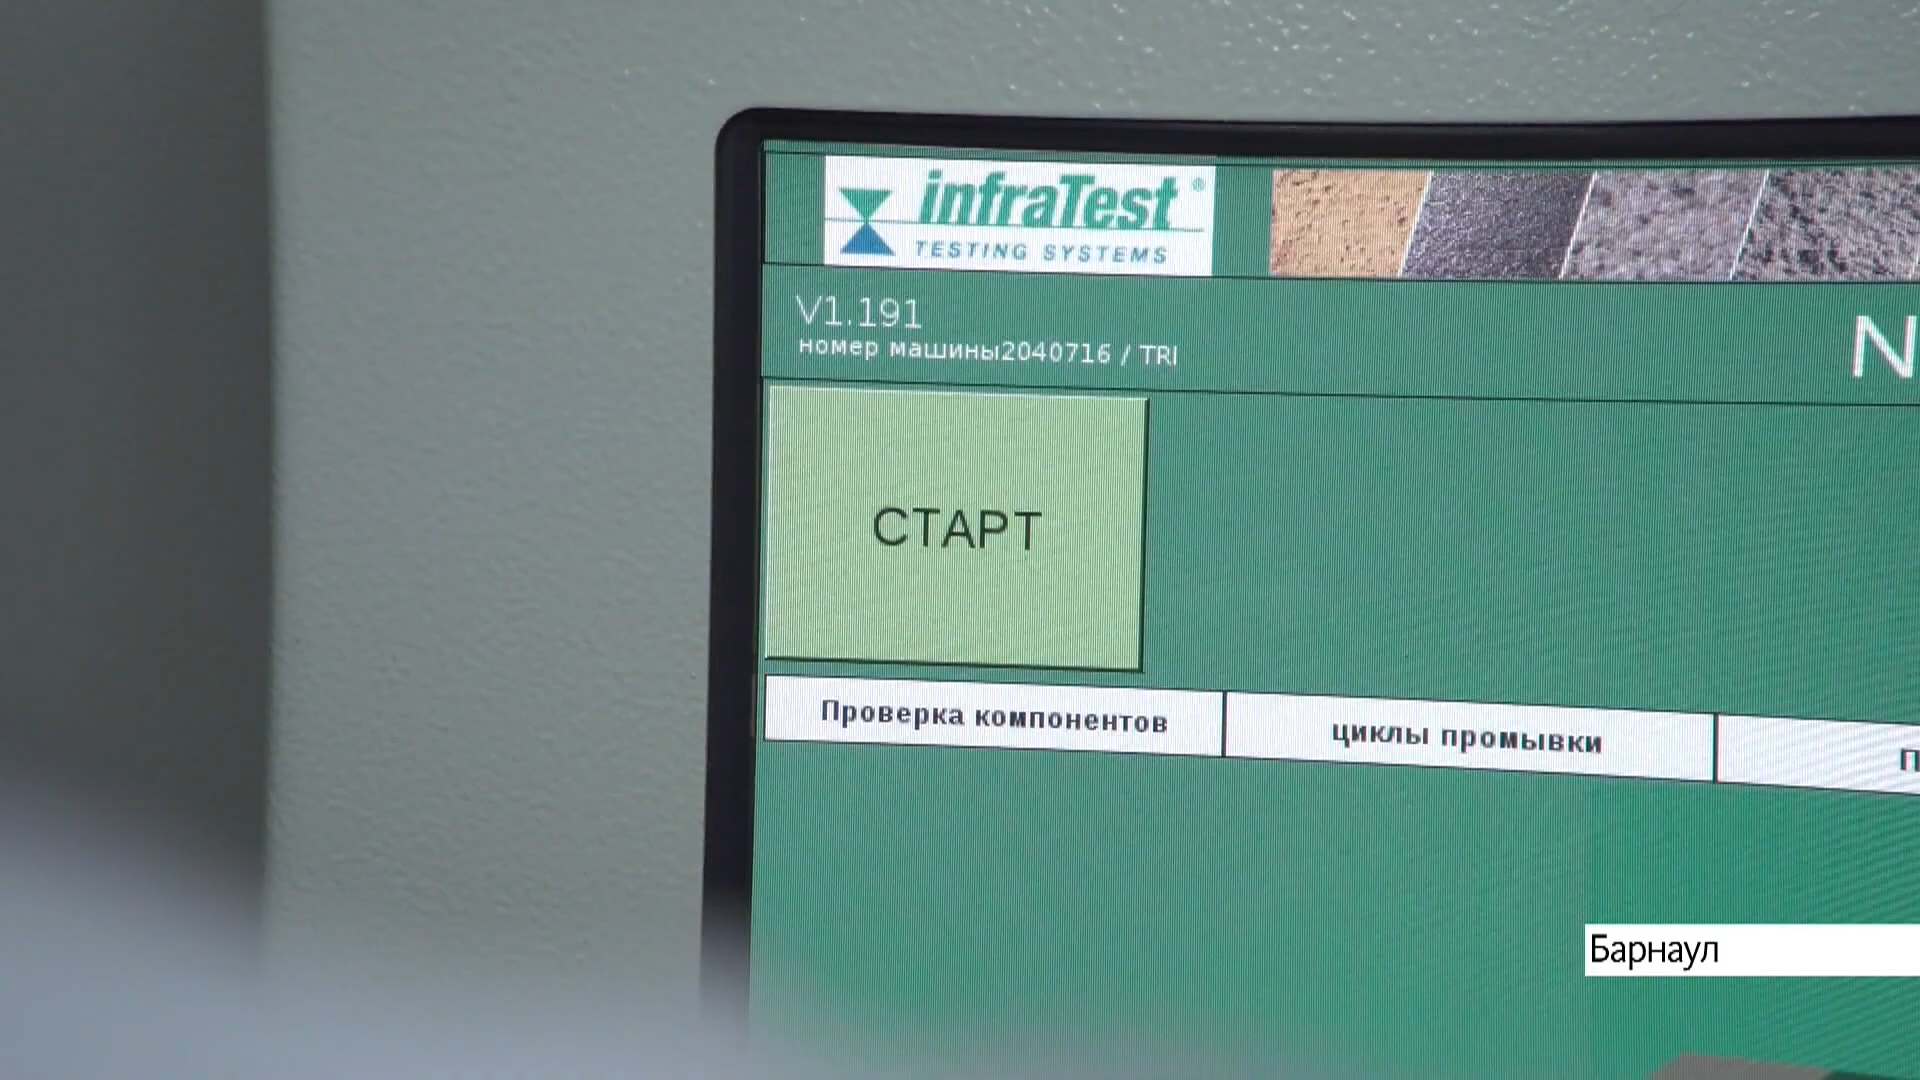 infraTest®
TESTING SYSTEMS
V1.191
номер машины2040716 / TRI
СТАРТ
Проверка компонентов
циклы промывки
Барнаул